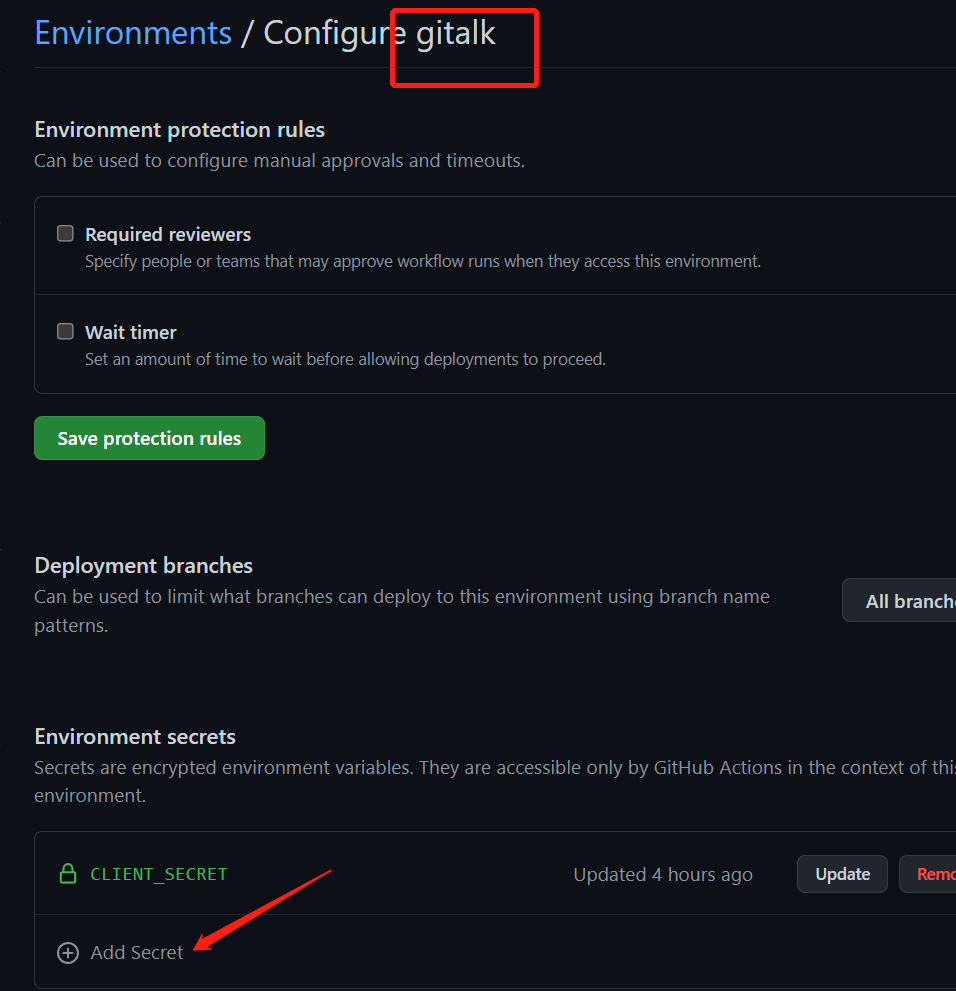 Environments / Configure gitalk
Environment protection rules
Can be used to configure manual approvals and timeouts.
Required reviewers
Specify people or teams that may approve workflow runs when they access this environment.
Wait timer
Set an amount of time to wait before allowing deployments to proceed.
Save protection rules
Deployment branches
Can be used to limit what branches can deploy to this environment using branch name
patterns.
All branche
Environment secrets
Secrets are encrypted environment variables. They are accessible only by GitHub Actions in the context of this
environment.
CLIENT_SECRET Updated 4 hours ago Update Remo
Add Secret